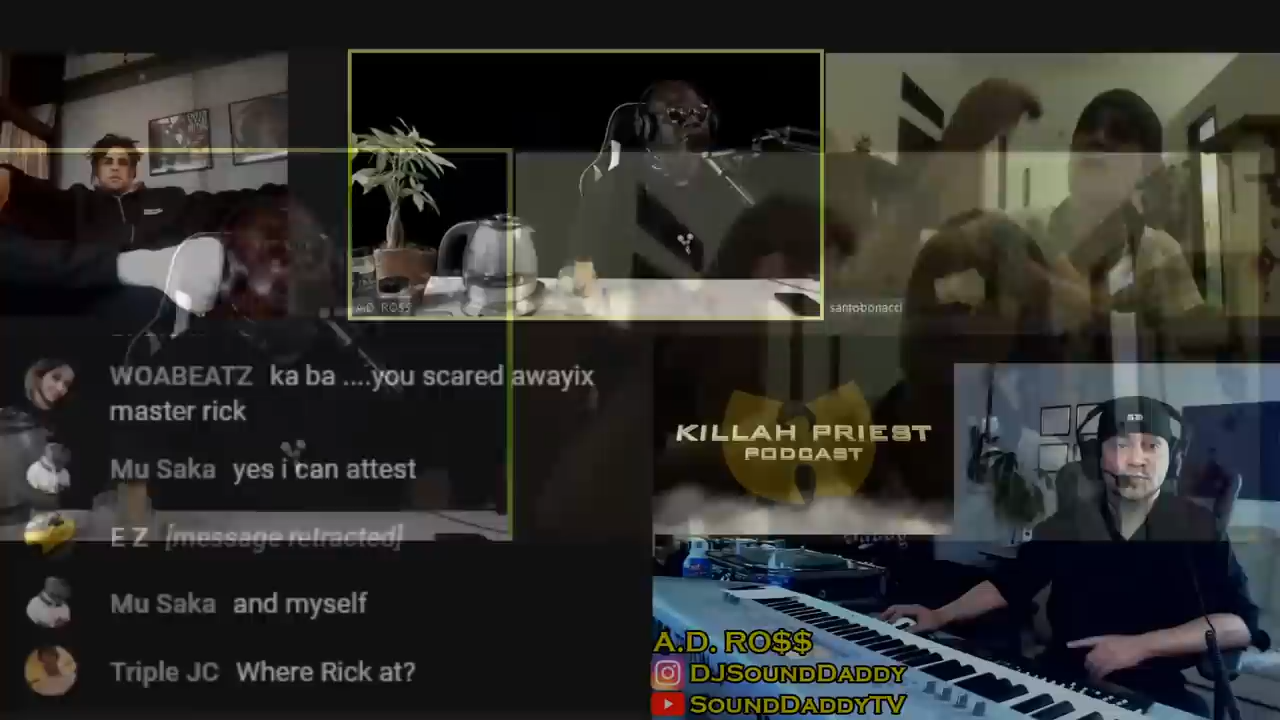 A.D. RO$$
santobonacci
WOABEATZ ka ba ....you scared awayix
master rick
Mu Saka yes i can attest
E Z [message retracted]
Mu Saka and myself
Triple JC Where Rick at?
KILLAH PRIEST
PODCAST
A.D. RO$$
DJSOUNDDADDY
SOUNDDADDYTV